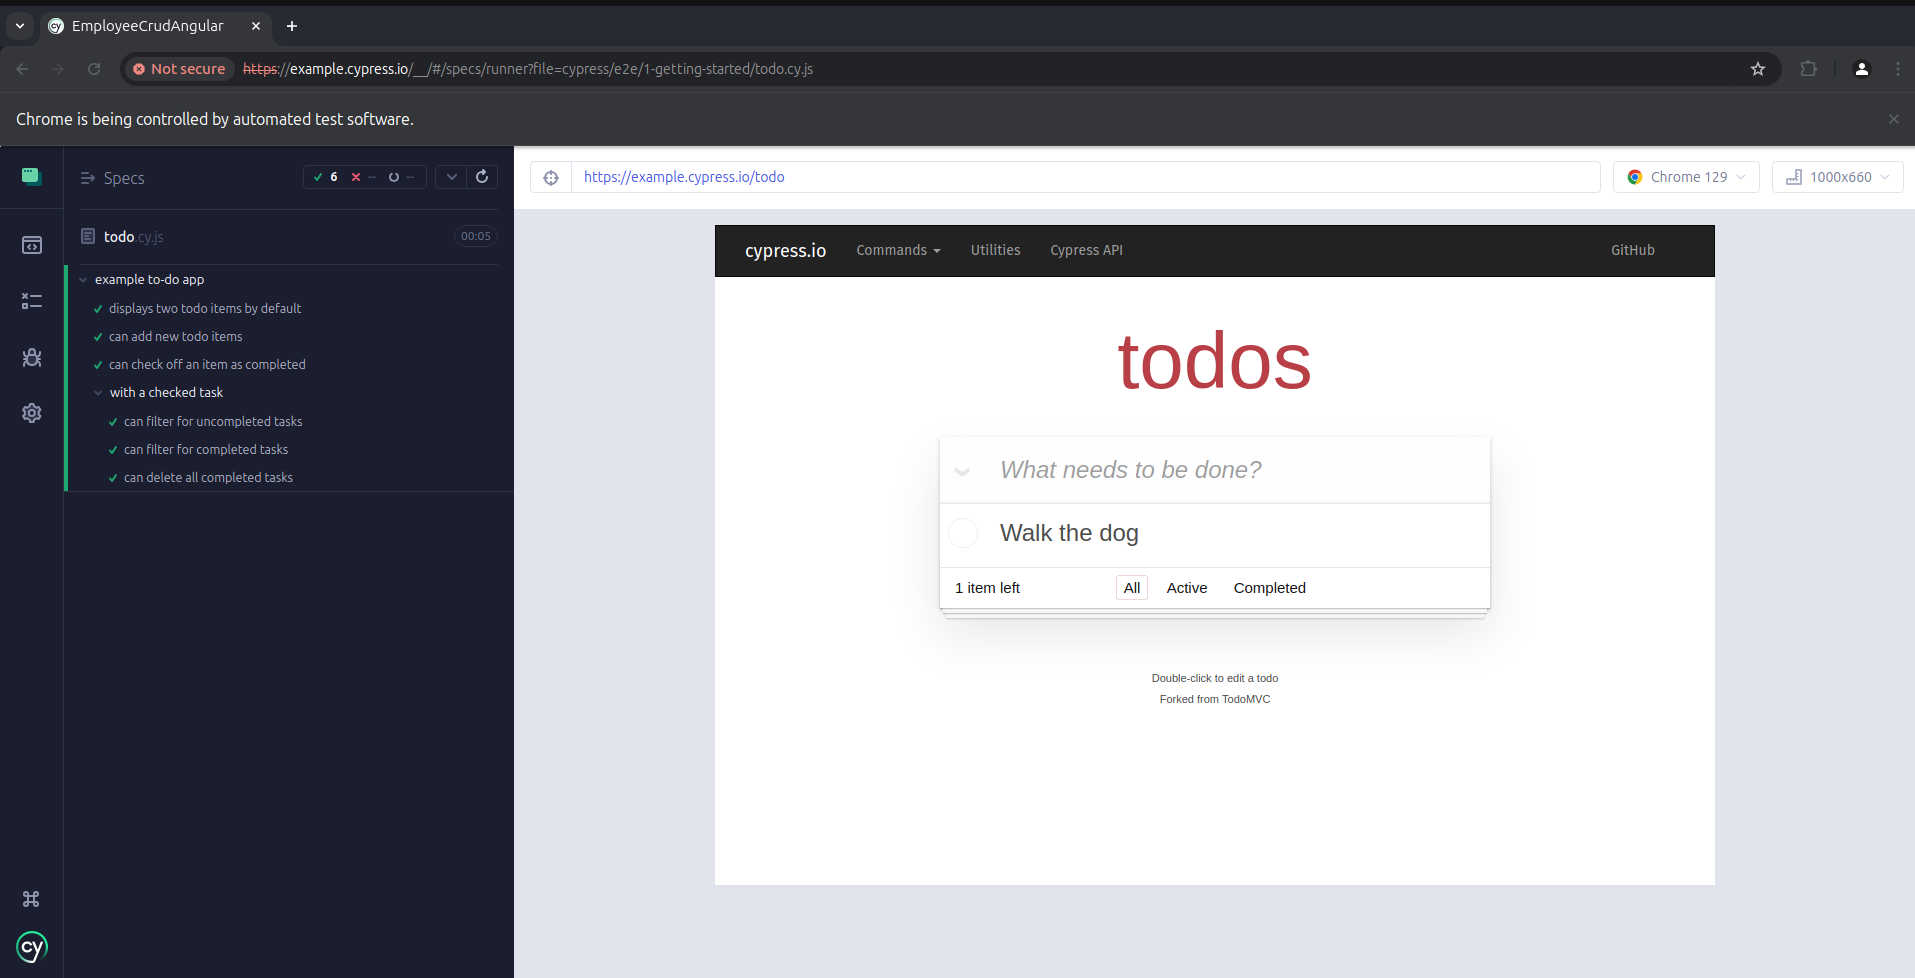 EmployeeCrudAngular
Not secure https://example.cypress.io/__/#/specs/runner?file=cypress/e2e/1-getting-started/todo.cy.js
Chrome is being controlled by automated test software.
Specs 6 -- --
https://example.cypress.io/todo Chrome 129 1000x660
todo.cy.js 00:05
example to-do app
displays two todo items by default
can add new todo items
can check off an item as completed
with a checked task
can filter for uncompleted tasks
can filter for completed tasks
can delete all completed tasks
cy
cypress.io Commands Utilities Cypress API GitHub
todos
What needs to be done?
Walk the dog
1 item left All Active Completed
Double-click to edit a todo
Forked from TodoMVC